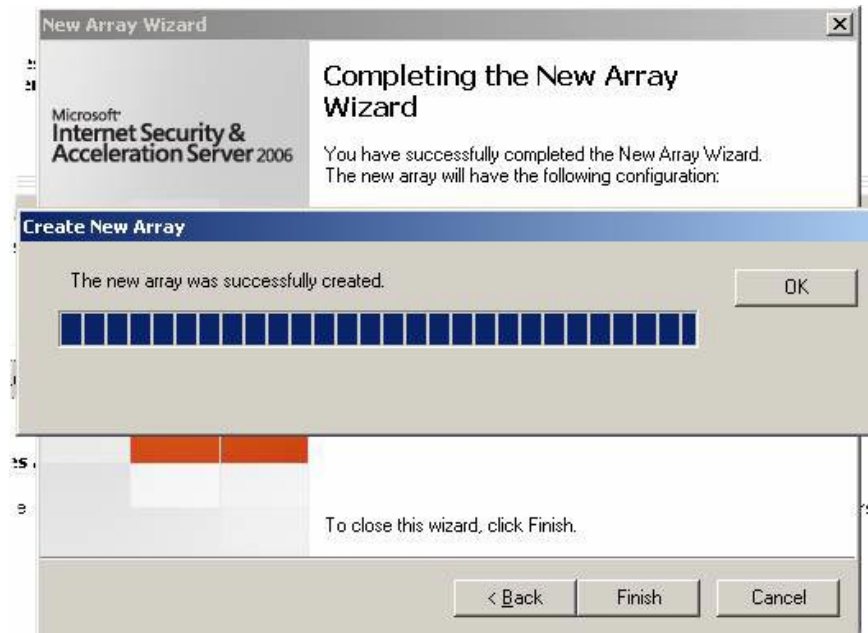 New Array Wizard
Microsoft
Internet Security &
Acceleration Server 2006
Completing the New Array
Wizard
You have successfully completed the New Array Wizard.
The new array will have the following configuration:
Create New Array
The new array was successfully created.
OK
To close this wizard, click Finish.
< Back
Finish
Cancel